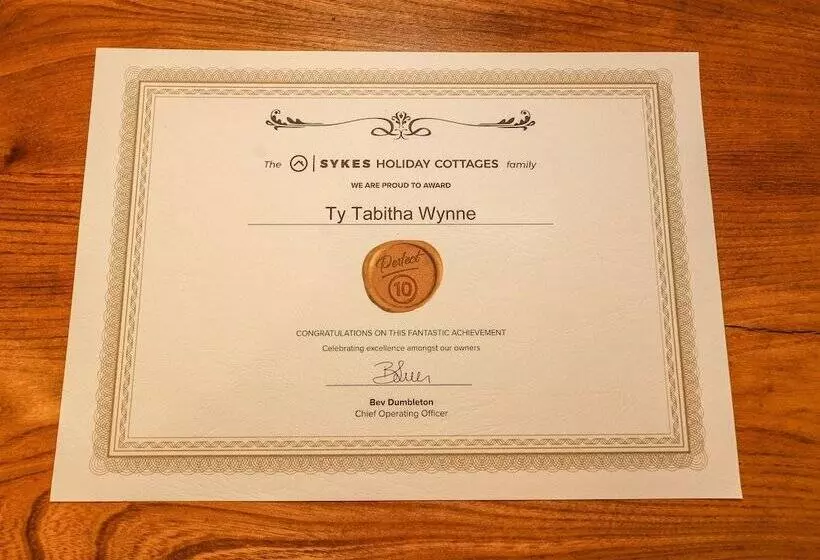 The SYKES HOLIDAY COTTAGES family
WE ARE PROUD TO AWARD
Ty Tabitha Wynne
Perfect
10
CONGRATULATIONS ON THIS FANTASTIC ACHIEVEMENT
Celebrating excellence amongst our owners
Bev Dumbleton
Chief Operating Officer